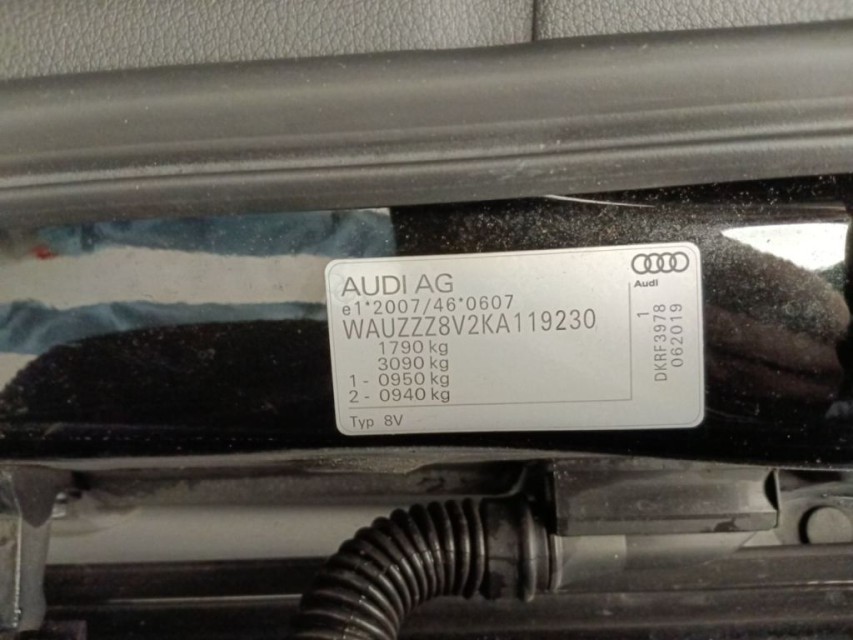 AUDI AG
e1*2007/46*0607
WAUZZZ8V2KA119230
1790 kg
3090 kg
1 - 0950 kg
2 - 0940 kg
Typ 8V
Audi
1
DKRF3978
062019